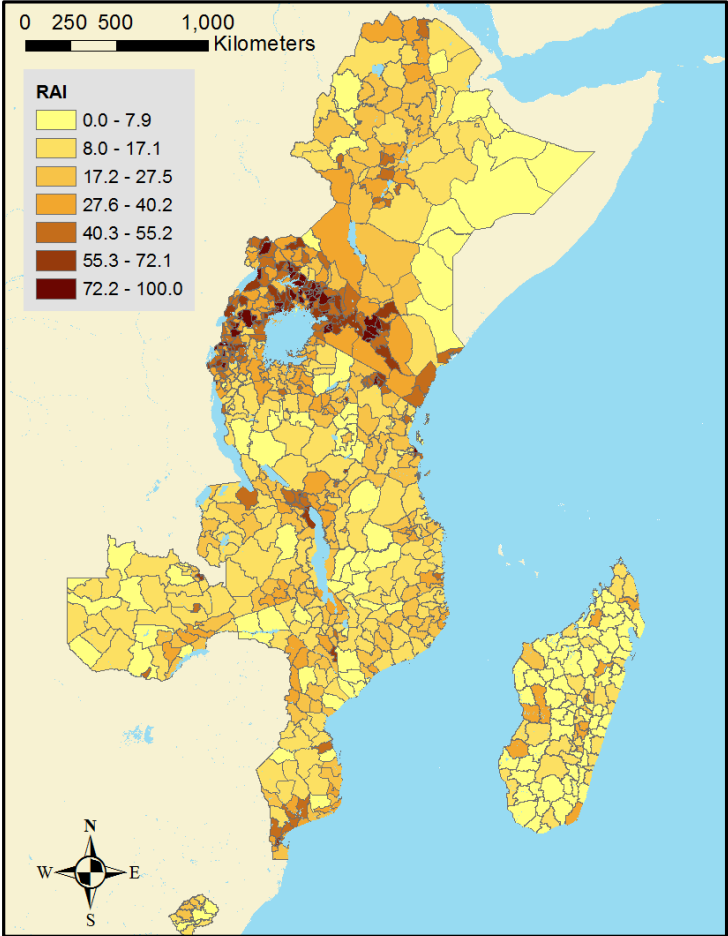 0 250 500 1,000
Kilometers
RAI
0.0 - 7.9
8.0 - 17.1
17.2 - 27.5
27.6 - 40.2
40.3 - 55.2
55.3 - 72.1
72.2 - 100.0
N
W E
S